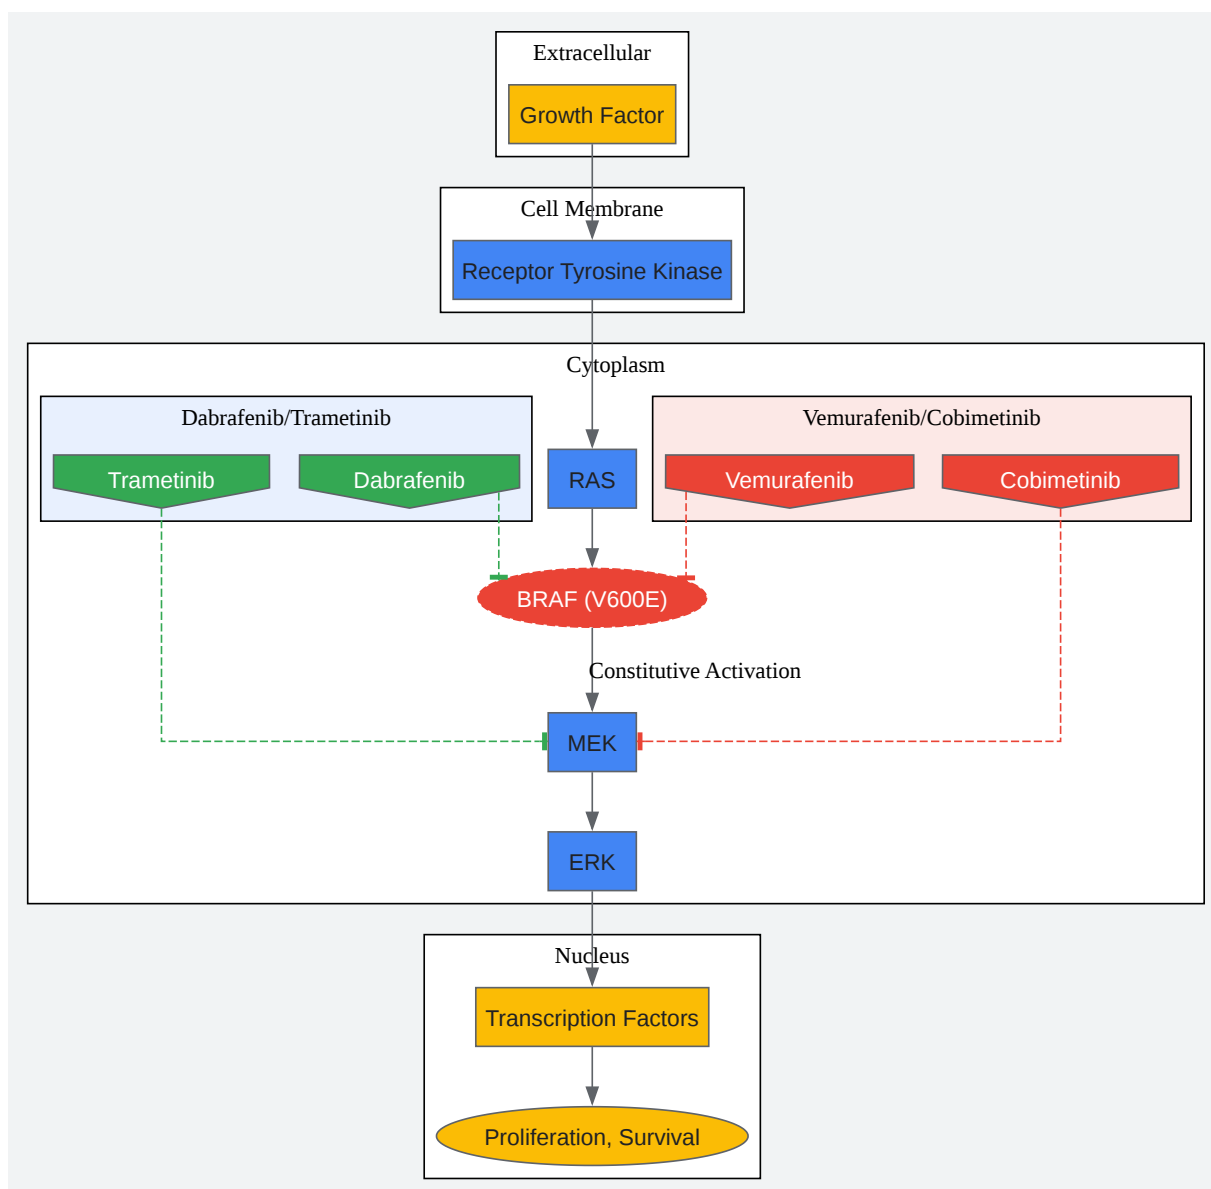 Extracellular
Growth Factor
Cell Membrane
Receptor Tyrosine Kinase
Cytoplasm
Dabrafenib/Trametinib
Vemurafenib/Cobimetinib
Trametinib
Dabrafenib
RAS
Vemurafenib
Cobimetinib
BRAF (V600E)
Constitutive Activation
MEK
ERK
Nucleus
Transcription Factors
Proliferation, Survival